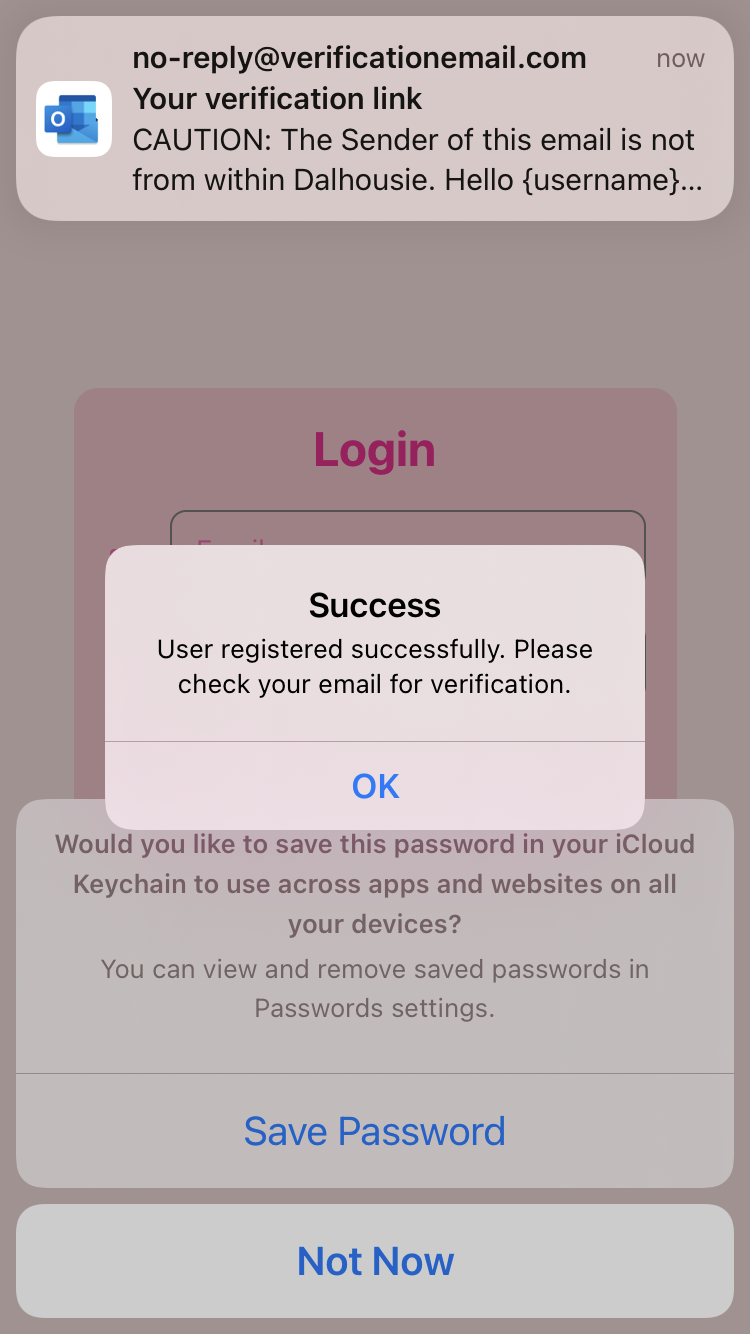 no-reply@verificationemail.com
now
Your verification link
CAUTION: The Sender of this email is not
from within Dalhousie. Hello {username}...
Login
Email
Success
User registered successfully. Please
check your email for verification.
OK
Would you like to save this password in your iCloud
Keychain to use across apps and websites on all
your devices?
You can view and remove saved passwords in
Passwords settings.
Save Password
Not Now